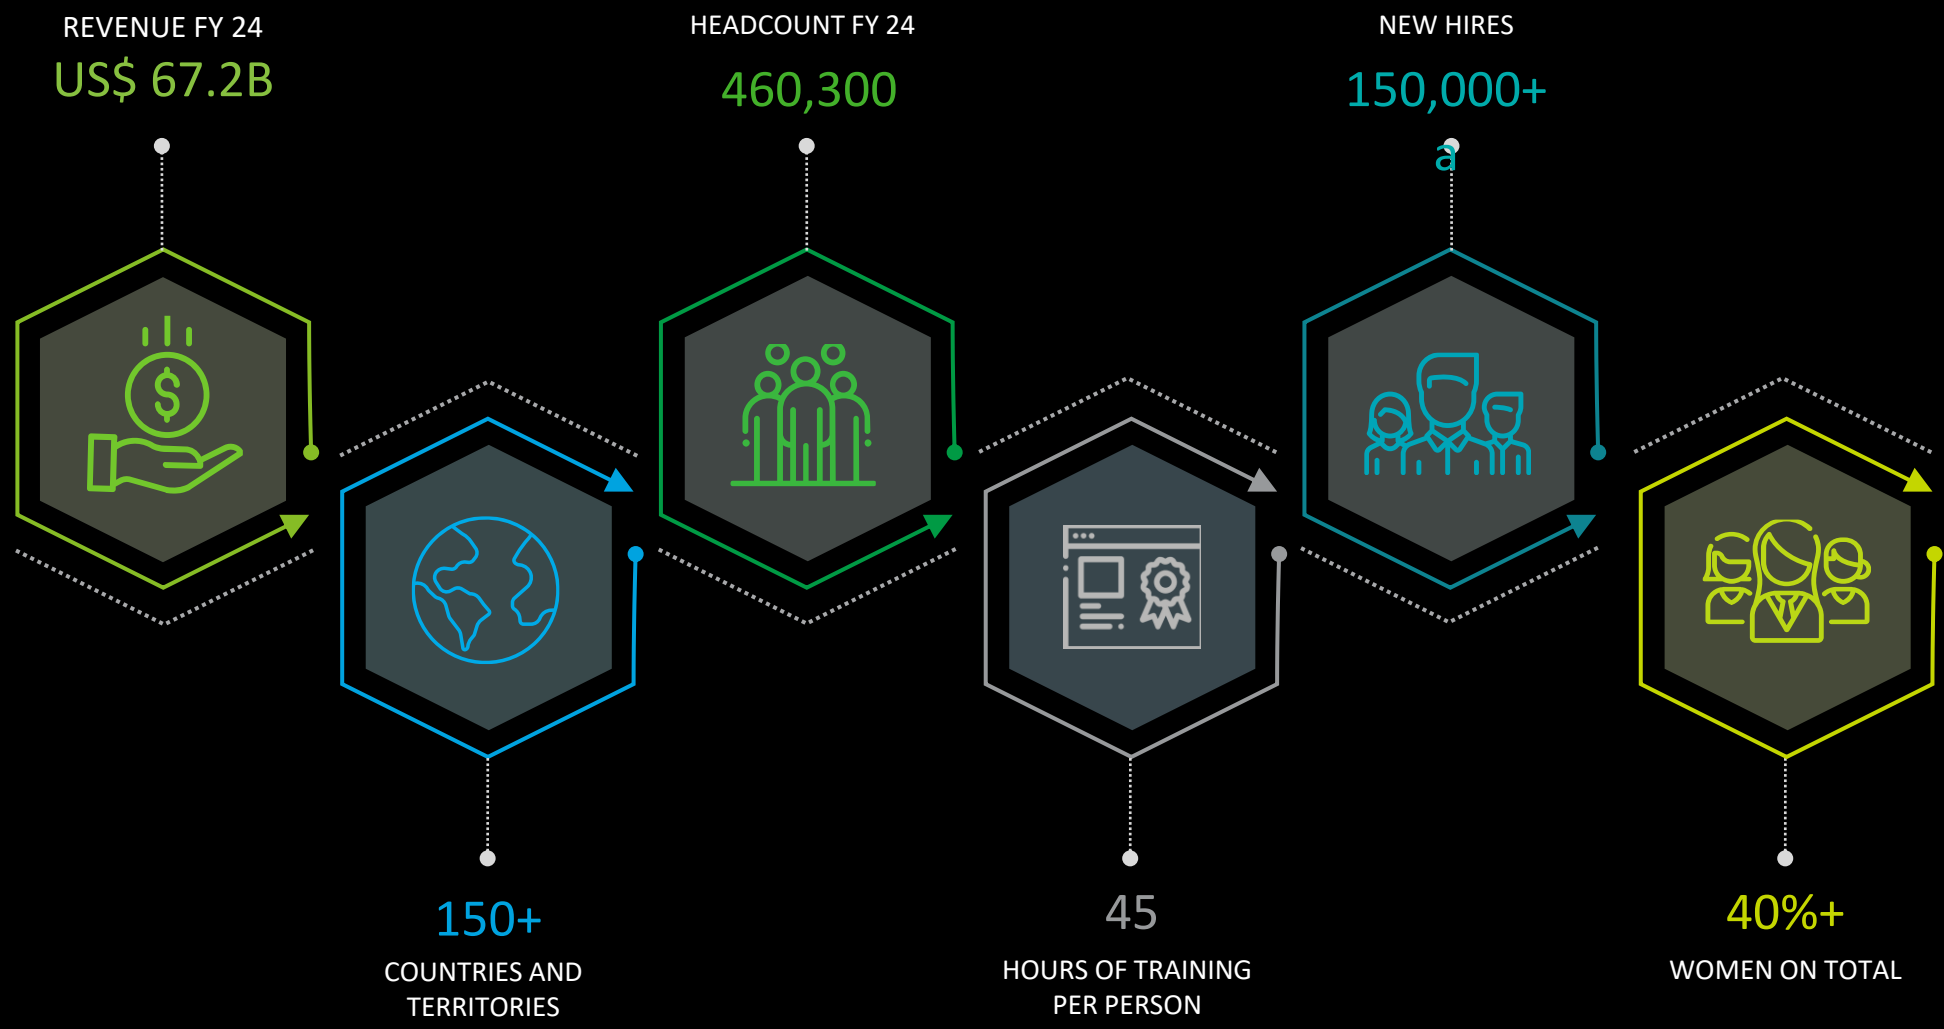 REVENUE FY 24
US$ 67.2B
HEADCOUNT FY 24
460,300
NEW HIRES
150,000+
a
$
150+
COUNTRIES AND
TERRITORIES
45
HOURS OF TRAINING
PER PERSON
40%+
WOMEN ON TOTAL